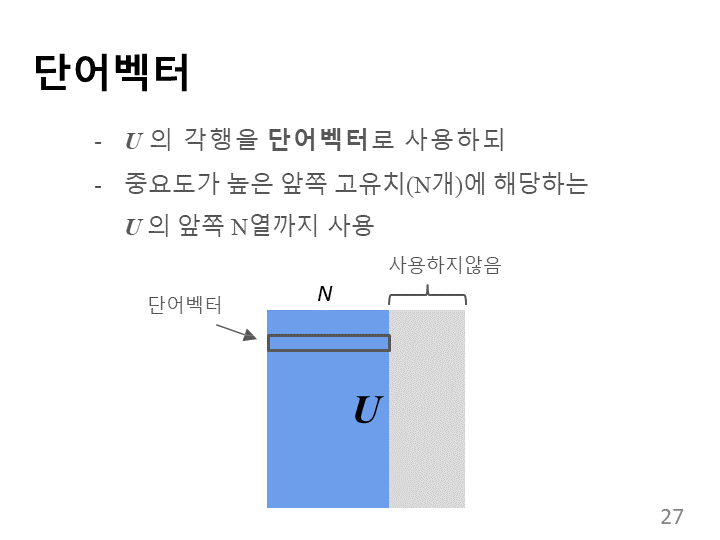 단어벡터
- U 의 각행을 단어벡터로 사용하되
- 중요도가 높은 앞쪽 고유치(N개)에 해당하는
U 의 앞쪽 N열까지 사용
사용하지않음
N
단어벡터
U
27